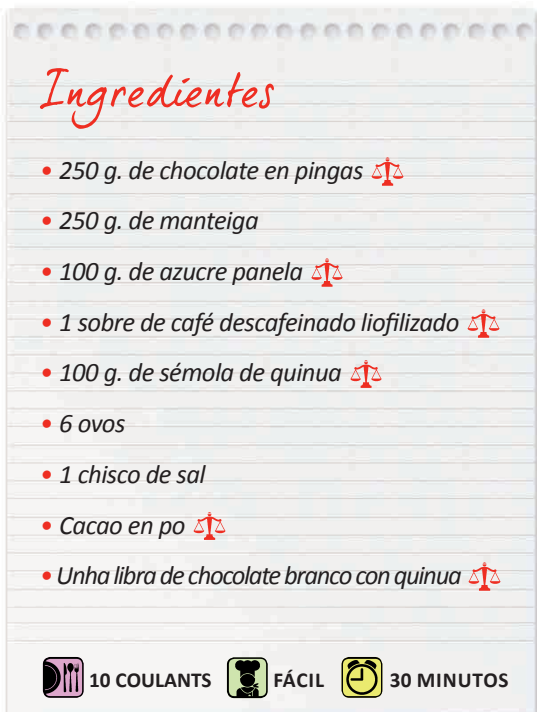 Ingredientes
• 250 g. de chocolate en pingas
• 250 g. de manteiga
• 100 g. de azucre panela
• 1 sobre de café descafeinado liofilizado
• 100 g. de sémola de quinua
• 6 ovos
• 1 chisco de sal
• Cacao en po
• Unha libra de chocolate branco con quinua
10 COULANTS FÁCIL 30 MINUTOS